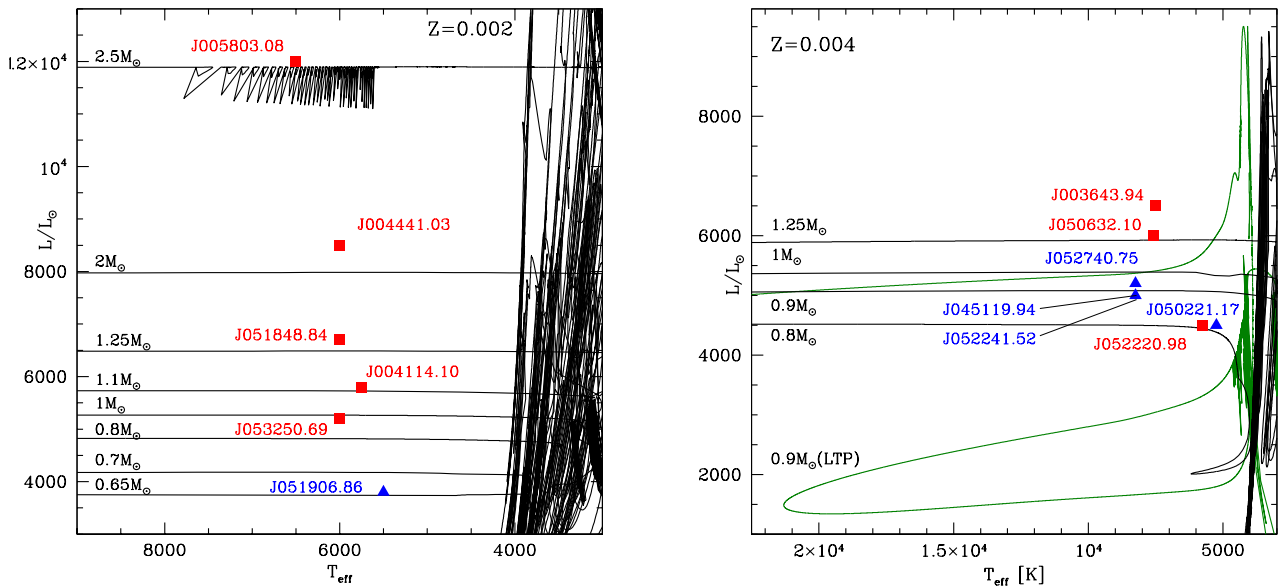 Z=0.002
J005803.08
1.2×10⁴
2.5M⊙
10⁴
J004441.03
L/L⊙
8000
2M⊙
J051848.84
1.25M⊙
6000
J004114.10
1.1M⊙
1M⊙
J053250.69
0.8M⊙
0.7M⊙
4000
0.65M⊙
J051906.86
8000
6000
4000
T_eff
Z=0.004
8000
J003643.94
J050632.10
1.25M⊙
6000
1M⊙
J052740.75
L/L⊙
0.9M⊙
J045119.94
J050221.17
0.8M⊙
J052241.52
J052220.98
4000
0.9M⊙(LTP)
2000
2×10⁴
1.5×10⁴
10⁴
5000
T_eff [K]